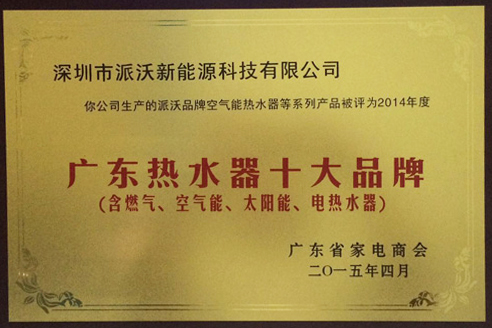 深圳市派沃新能源科技有限公司
你公司生产的派沃品牌空气能热水器等系列产品被评为2014年度
广东热水器十大品牌
(含燃气、空气能、太阳能、电热水器)
广东省家电商会
二〇一五年四月